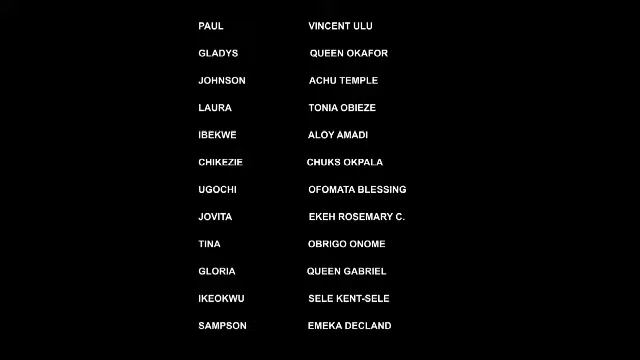 PAUL VINCENT ULU
GLADYS QUEEN OKAFOR
JOHNSON ACHU TEMPLE
LAURA TONIA OBIEZE
IBEKWE ALOY AMADI
CHIKEZIE CHUKS OKPALA
UGOCHI OFOMATA BLESSING
JOVITA EKEH ROSEMARY C.
TINA OBRIGO ONOME
GLORIA QUEEN GABRIEL
IKEOKWU SELE KENT-SELE
SAMPSON EMEKA DECLAND